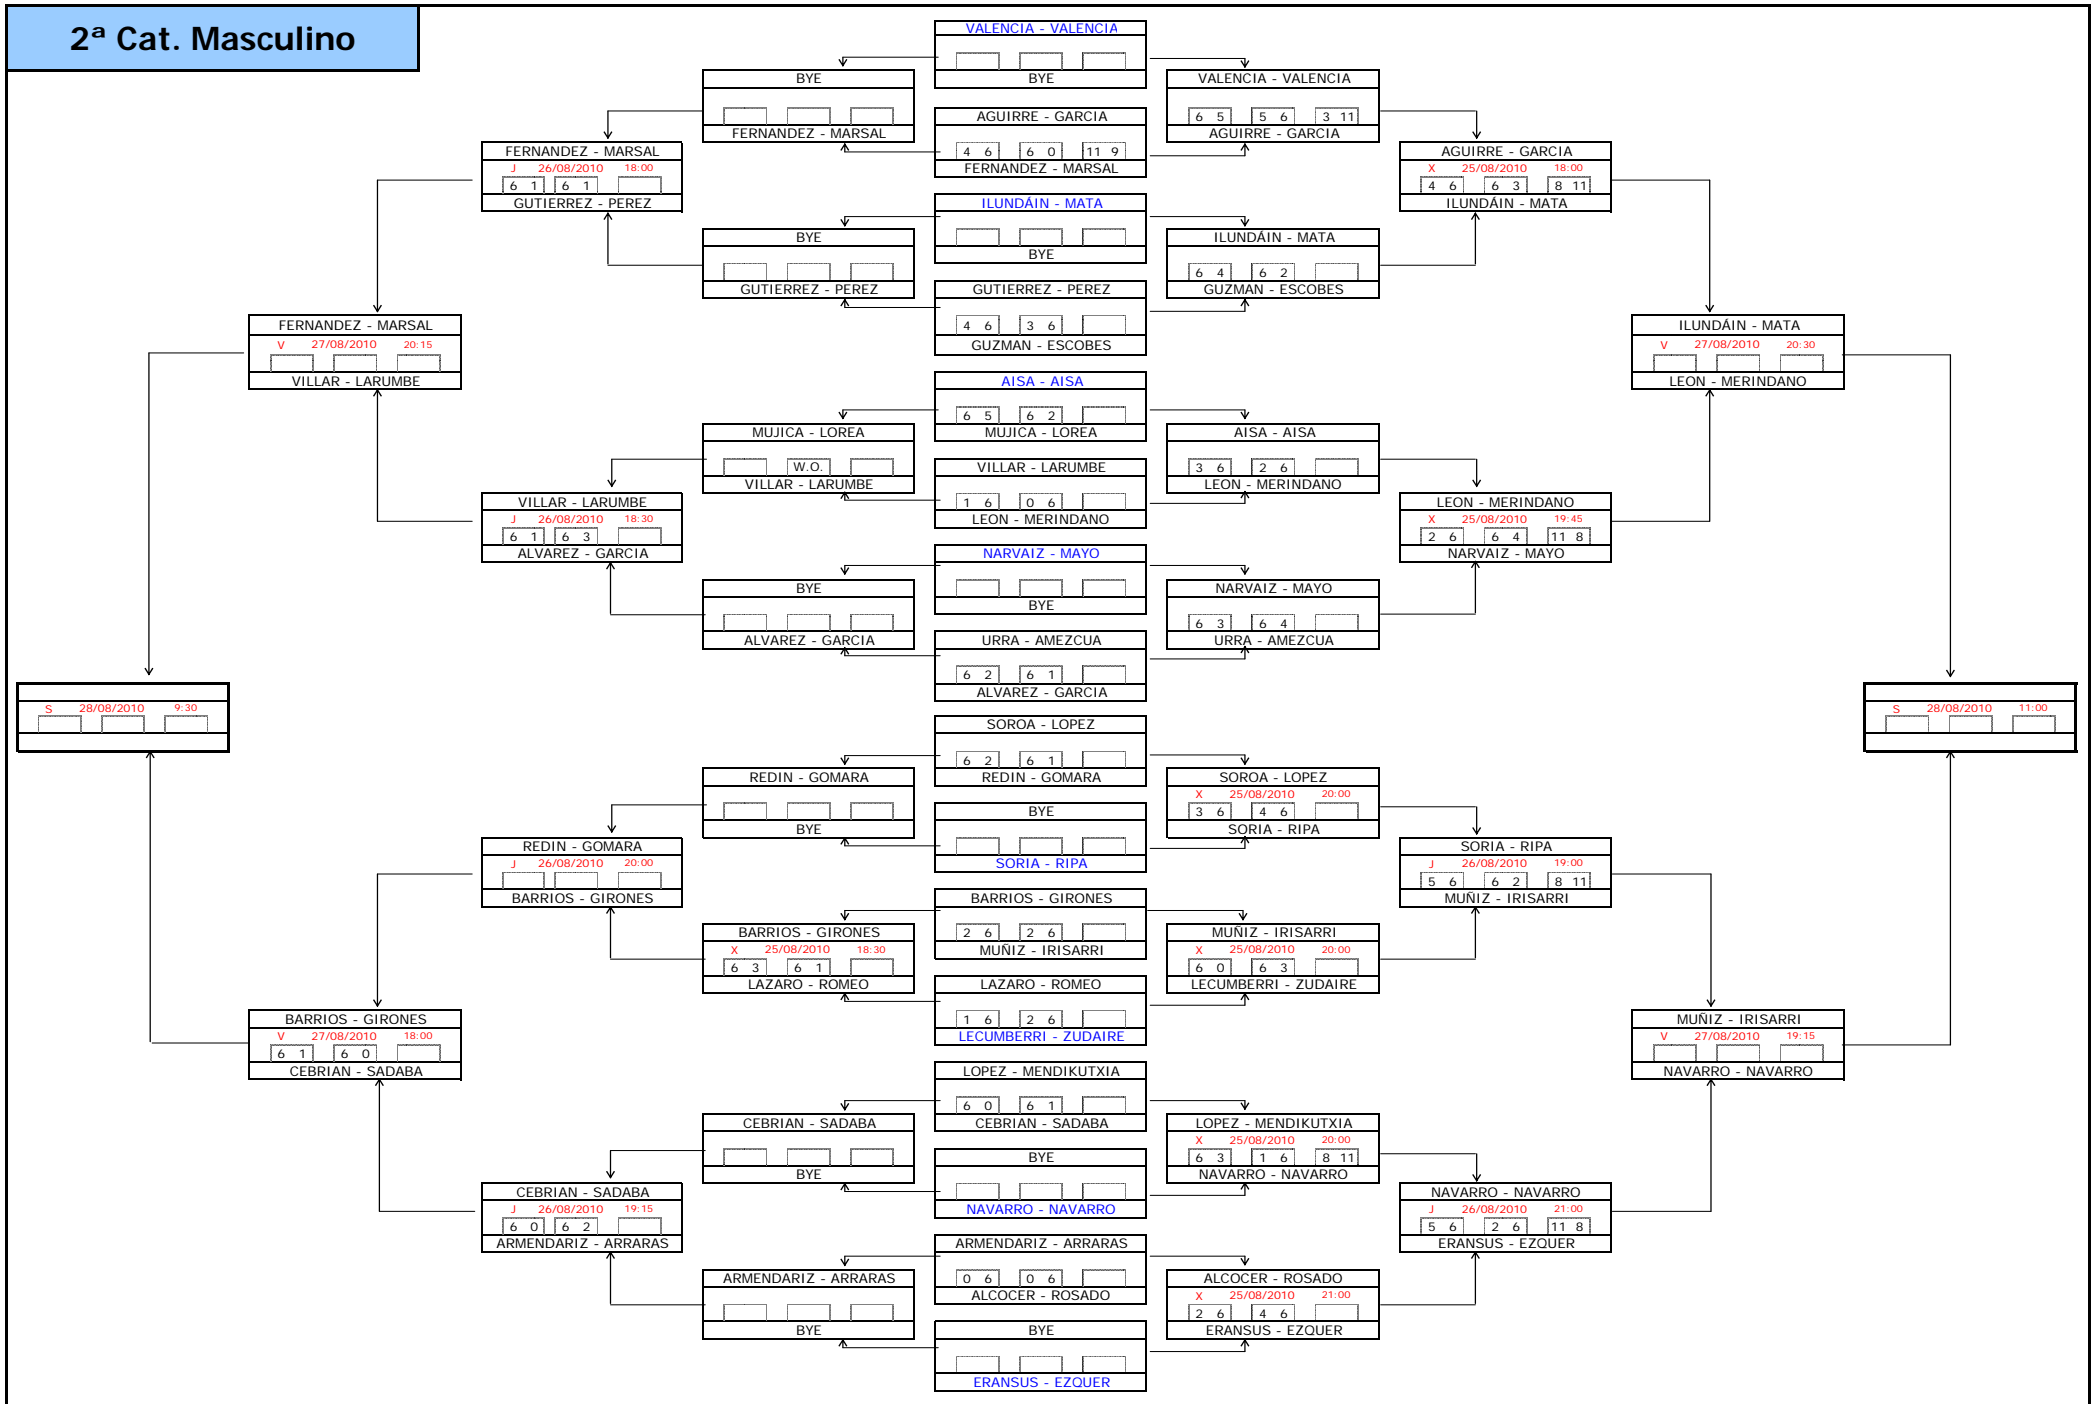 2ª Cat. Masculino
VALENCIA - VALENCIA
BYE
AGUIRRE - GARCIA
4 6 6 0 11 9
FERNANDEZ - MARSAL
ILUNDÁIN - MATA
BYE
GUTIERREZ - PEREZ
4 6 3 6
GUZMAN - ESCOBES
AISA - AISA
6 5 6 2
MUJICA - LOREA
VILLAR - LARUMBE
1 6 0 6
LEON - MERINDANO
NARVAIZ - MAYO
BYE
URRA - AMEZCUA
6 2 6 1
ALVAREZ - GARCIA
SOROA - LOPEZ
6 2 6 1
REDIN - GOMARA
BYE
SORIA - RIPA
BARRIOS - GIRONES
2 6 2 6
MUÑIZ - IRISARRI
LAZARO - ROMEO
1 6 2 6
LECUMBERRI - ZUDAIRE
LOPEZ - MENDIKUTXIA
6 0 6 1
CEBRIAN - SADABA
BYE
NAVARRO - NAVARRO
ARMENDARIZ - ARRARAS
0 6 0 6
ALCOCER - ROSADO
BYE
ERANSUS - EZQUER
BYE
FERNANDEZ - MARSAL
BYE
GUTIERREZ - PEREZ
MUJICA - LOREA
W.O.
VILLAR - LARUMBE
BYE
ALVAREZ - GARCIA
REDIN - GOMARA
BYE
BARRIOS - GIRONES
X 25/08/2010 18:30
6 3 6 1
LAZARO - ROMEO
CEBRIAN - SADABA
BYE
ARMENDARIZ - ARRARAS
BYE
FERNANDEZ - MARSAL
J 26/08/2010 18:00
6 1 6 1
GUTIERREZ - PEREZ
VILLAR - LARUMBE
J 26/08/2010 18:30
6 1 6 3
ALVAREZ - GARCIA
REDIN - GOMARA
J 26/08/2010 20:00
BARRIOS - GIRONES
CEBRIAN - SADABA
J 26/08/2010 19:15
6 0 6 2
ARMENDARIZ - ARRARAS
FERNANDEZ - MARSAL
V 27/08/2010 20:15
VILLAR - LARUMBE
BARRIOS - GIRONES
V 27/08/2010 18:00
6 1 6 0
CEBRIAN - SADABA
S 28/08/2010 9:30
VALENCIA - VALENCIA
6 5 5 6 3 11
AGUIRRE - GARCIA
ILUNDÁIN - MATA
6 4 6 2
GUZMAN - ESCOBES
AISA - AISA
3 6 2 6
LEON - MERINDANO
NARVAIZ - MAYO
6 3 6 4
URRA - AMEZCUA
SOROA - LOPEZ
X 25/08/2010 20:00
3 6 4 6
SORIA - RIPA
MUÑIZ - IRISARRI
X 25/08/2010 20:00
6 0 6 3
LECUMBERRI - ZUDAIRE
LOPEZ - MENDIKUTXIA
X 25/08/2010 20:00
6 3 1 6 8 11
NAVARRO - NAVARRO
ALCOCER - ROSADO
X 25/08/2010 21:00
2 6 4 6
ERANSUS - EZQUER
AGUIRRE - GARCIA
X 25/08/2010 18:00
4 6 6 3 8 11
ILUNDÁIN - MATA
LEON - MERINDANO
X 25/08/2010 19:45
2 6 6 4 11 8
NARVAIZ - MAYO
SORIA - RIPA
J 26/08/2010 19:00
5 6 6 2 8 11
MUÑIZ - IRISARRI
NAVARRO - NAVARRO
J 26/08/2010 21:00
5 6 2 6 11 8
ERANSUS - EZQUER
ILUNDÁIN - MATA
V 27/08/2010 20:30
LEON - MERINDANO
MUÑIZ - IRISARRI
V 27/08/2010 19:15
NAVARRO - NAVARRO
S 28/08/2010 11:00